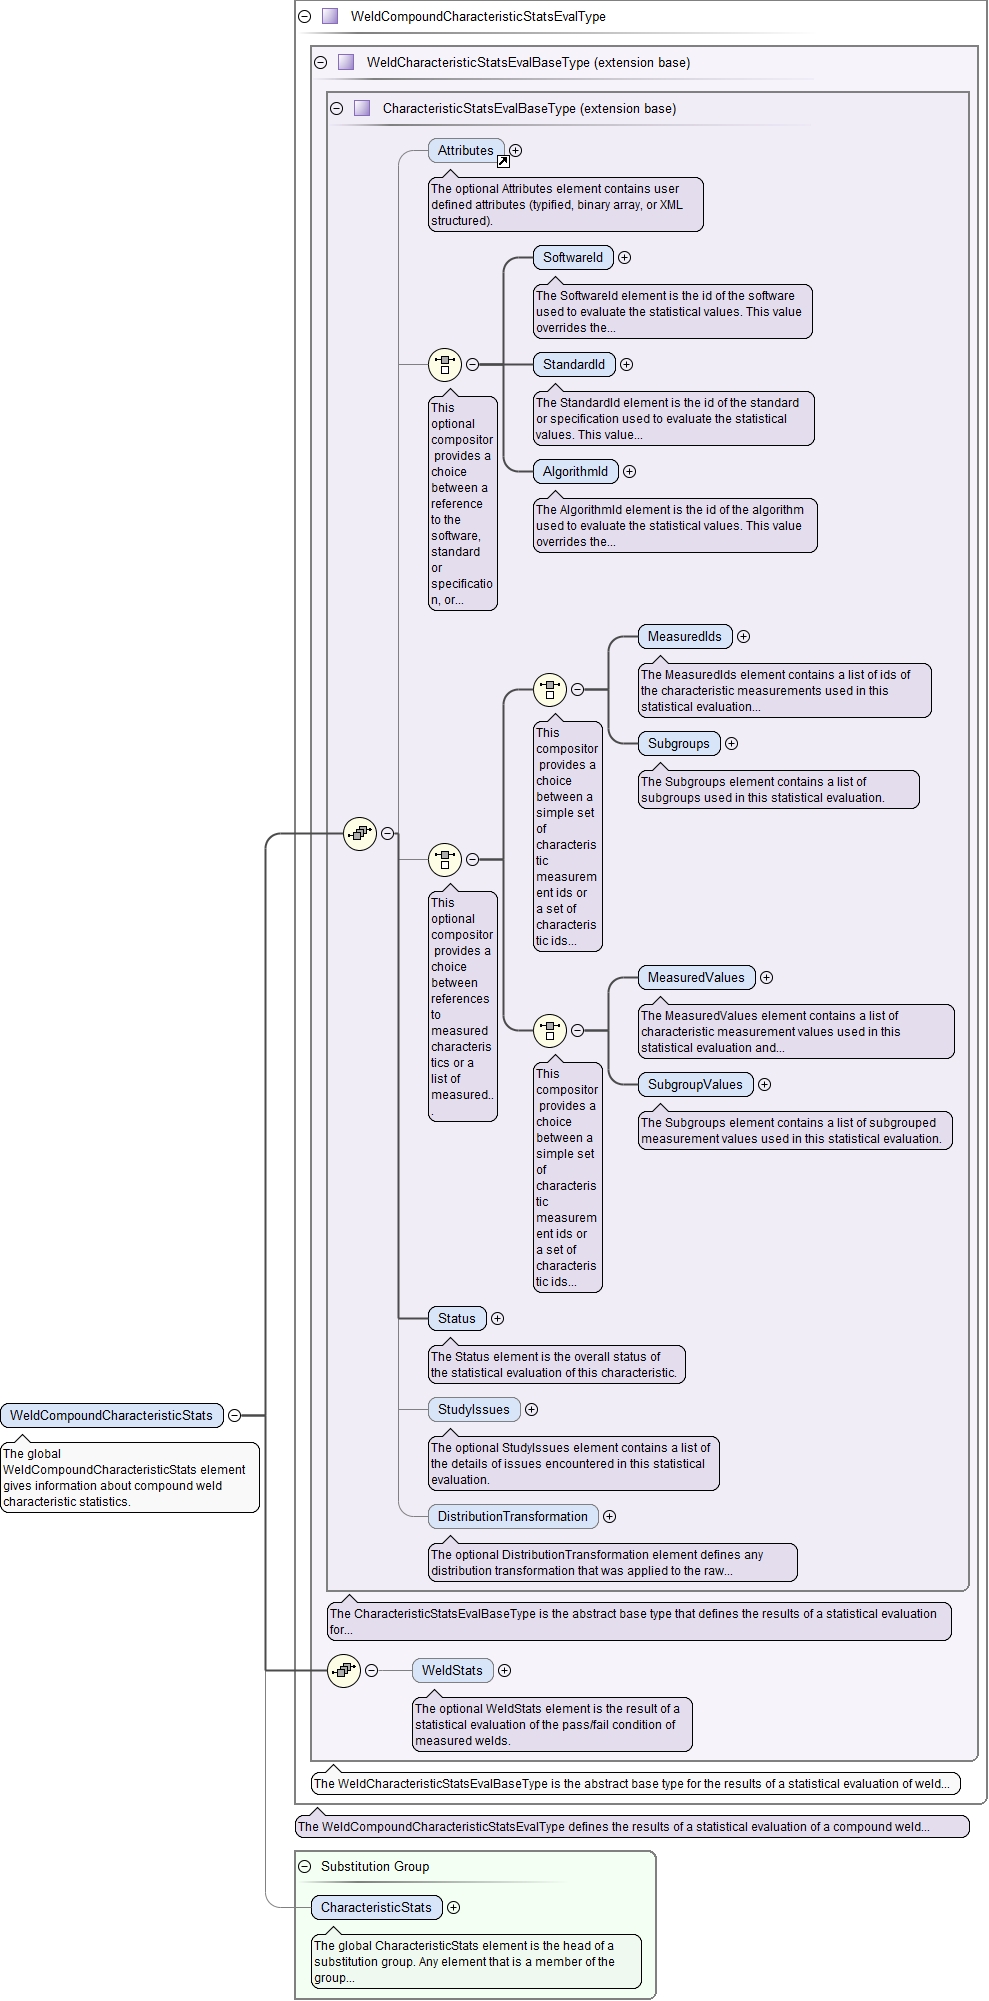 WeldCompoundCharacteristicStatsEvalType
WeldCharacteristicStatsEvalBaseType (extension base)
CharacteristicStatsEvalBaseType (extension base)
Attributes
The optional Attributes element contains user
defined attributes (typified, binary array, or XML
structured).
SoftwareId
The SoftwareId element is the id of the software
used to evaluate the statistical values. This value
overrides the...
StandardId
The StandardId element is the id of the standard
or specification used to evaluate the statistical
values. This value...
AlgorithmId
The AlgorithmId element is the id of the algorithm
used to evaluate the statistical values. This value
overrides the...
This
optional
compositor
provides a
choice
between a
reference
to the
software,
standard
or
specificatio
n, or...
MeasuredIds
The MeasuredIds element contains a list of ids of
the characteristic measurements used in this
statistical evaluation...
Subgroups
The Subgroups element contains a list of
subgroups used in this statistical evaluation.
This
compositor
provides a
choice
between a
simple set
of
characteris
tic
measurem
ent ids or
a set of
characteris
tic ids...
This
optional
compositor
provides a
choice
between
references
to
measured
characteris
tics or a
list of
measured..
.
MeasuredValues
The MeasuredValues element contains a list of
characteristic measurement values used in this
statistical evaluation and...
SubgroupValues
The Subgroups element contains a list of subgrouped
measurement values used in this statistical evaluation.
This
compositor
provides a
choice
between a
simple set
of
characteris
tic
measurem
ent ids or
a set of
characteris
tic ids...
Status
The Status element is the overall status of
the statistical evaluation of this characteristic.
StudyIssues
The optional StudyIssues element contains a list of
the details of issues encountered in this statistical
evaluation.
DistributionTransformation
The optional DistributionTransformation element defines any
distribution transformation that was applied to the raw...
The CharacteristicStatsEvalBaseType is the abstract base type that defines the results of a statistical evaluation
for...
WeldCompoundCharacteristicStats
The global
WeldCompoundCharacteristicStats element
gives information about compound weld
characteristic statistics.
WeldStats
The optional WeldStats element is the result of a
statistical evaluation of the pass/fail condition of
measured welds.
The WeldCharacteristicStatsEvalBaseType is the abstract base type for the results of a statistical evaluation of weld...
The WeldCompoundCharacteristicStatsEvalType defines the results of a statistical evaluation of a compound weld...
Substitution Group
CharacteristicStats
The global CharacteristicStats element is the head of a
substitution group. Any element that is a member of the
group...